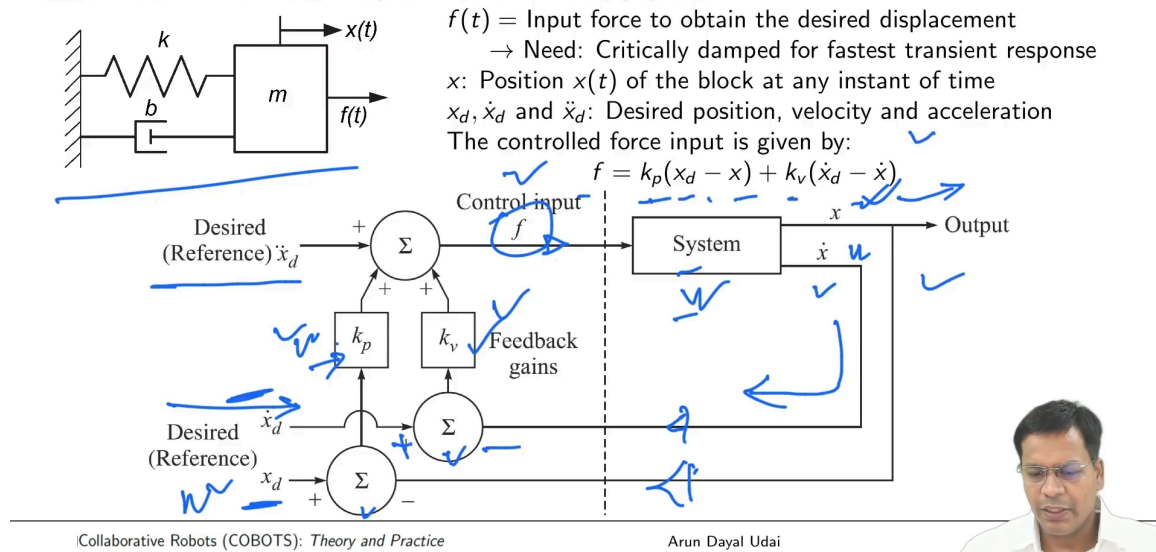 k
x(t)
m
b
f(t)
f(t) = Input force to obtain the desired displacement
→ Need: Critically damped for fastest transient response
x: Position x(t) of the block at any instant of time
x_d, ẋ_d and ẍ_d: Desired position, velocity and acceleration
The controlled force input is given by:
f = k_p(x_d − x) + k_v(ẋ_d − ẋ)
Control input
f
Desired
(Reference) ẍ_d
+
Σ
+ +
System
x
Output
ẋ
k_p
k_v
Feedback
gains
ẋ_d
Desired
(Reference)
+
Σ
−
x_d
+
Σ
−
Collaborative Robots (COBOTS): Theory and Practice
Arun Dayal Udai